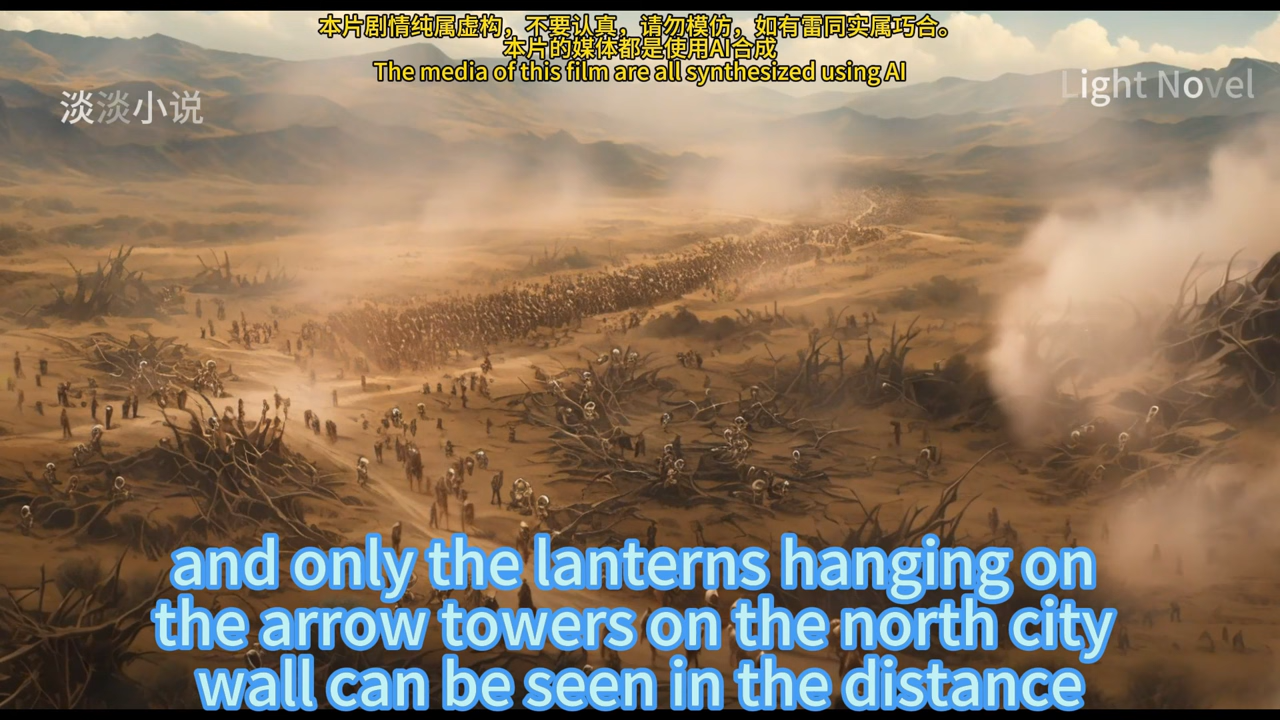 本片剧情纯属虚构，不要认真，请勿模仿，如有雷同实属巧合。
本片的媒体都是使用AI合成
The media of this film are all synthesized using AI
淡淡小说
Light Novel
and only the lanterns hanging on
the arrow towers on the north city
wall can be seen in the distance